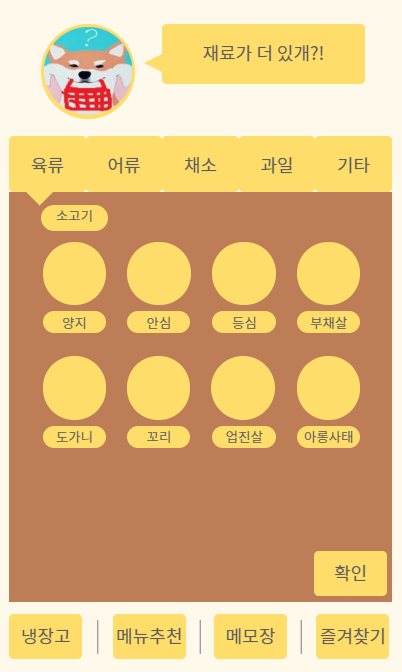 ?
재료가 더 있개?!
육류 어류 채소 과일 기타
소고기
양지 안심 등심 부채살
도가니 꼬리 업진살 아롱사태
확인
냉장고 메뉴추천 메모장 즐겨찾기